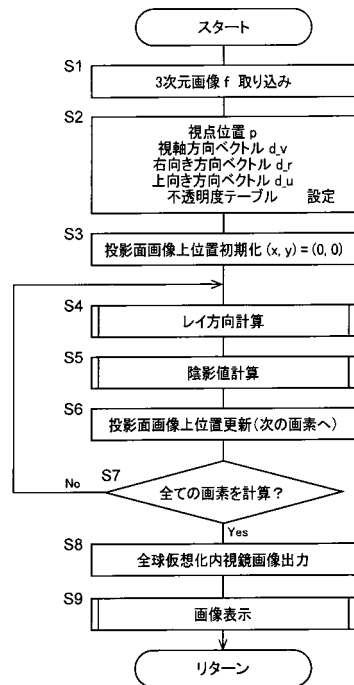 スタート
S1
3次元画像 f 取り込み
S2
視点位置 p
視軸方向ベクトル d_v
右向き方向ベクトル d_r
上向き方向ベクトル d_u
不透明度テーブル 設定
S3
投影面画像上位置初期化 (x, y) = (0, 0)
S4
レイ方向計算
S5
陰影値計算
S6
投影面画像上位置更新(次の画素へ)
S7
No
全ての画素を計算?
Yes
S8
全球仮想化内視鏡画像出力
S9
画像表示
リターン